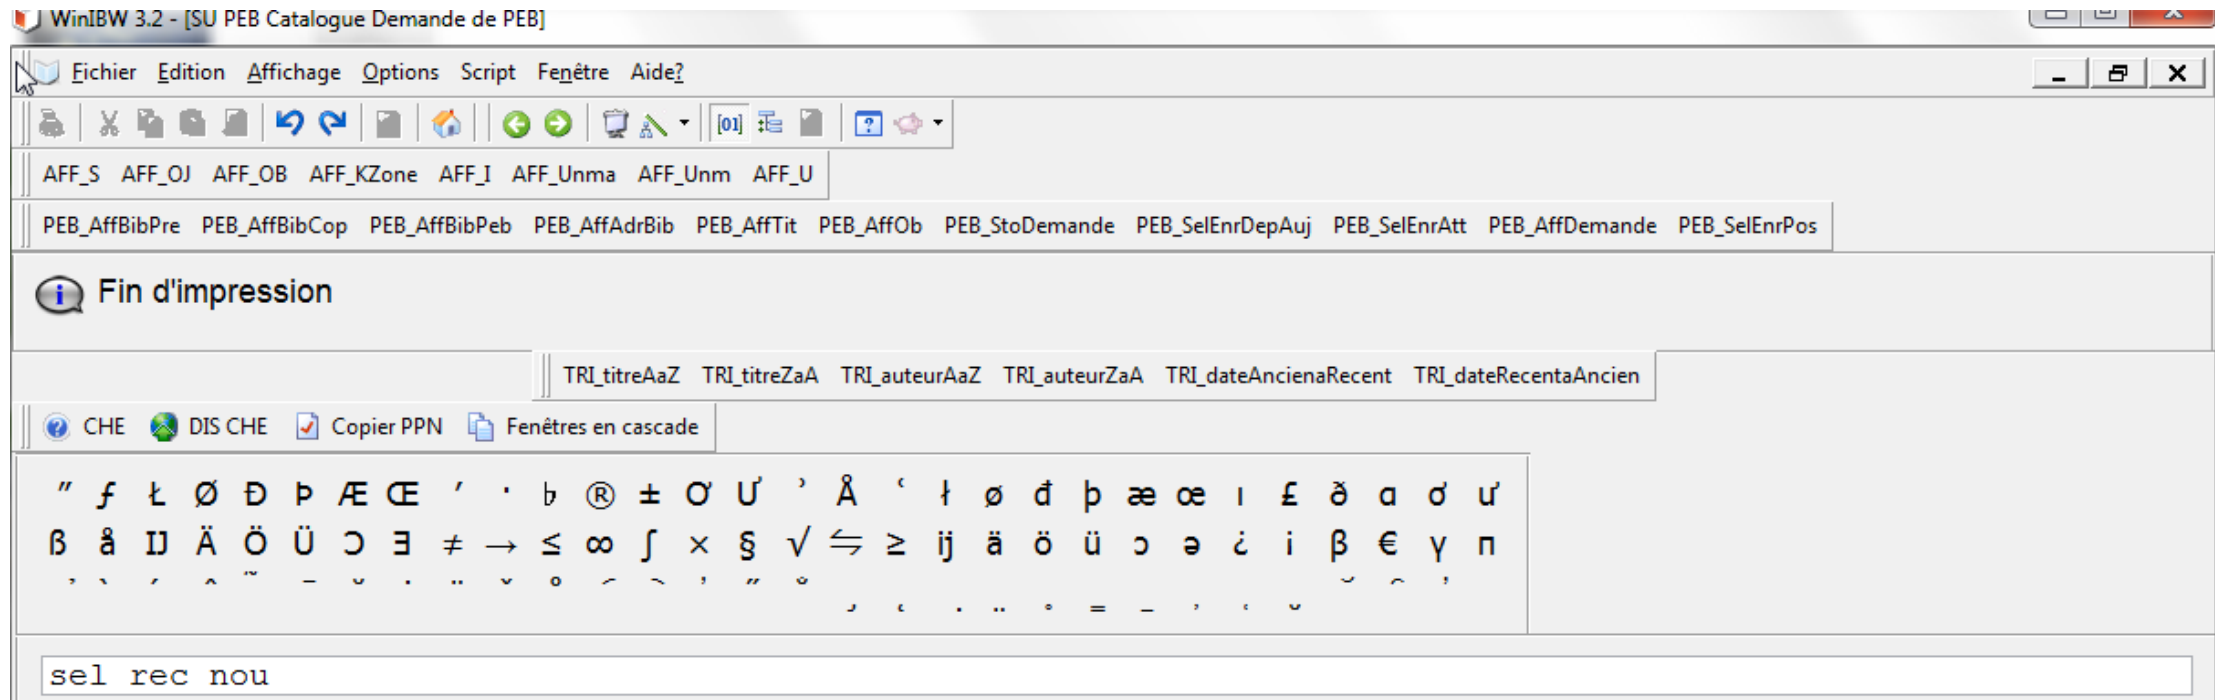 WinIBW 3.2 - [SU PEB Catalogue Demande de PEB]
Fichier Edition Affichage Options Script Fenêtre Aide?
[01]
AFF_S AFF_OJ AFF_OB AFF_KZone AFF_I AFF_Unma AFF_Unm AFF_U
PEB_AffBibPre PEB_AffBibCop PEB_AffBibPeb PEB_AffAdrBib PEB_AffTit PEB_AffOb PEB_StoDemande PEB_SelEnrDepAuj PEB_SelEnrAtt PEB_AffDemande PEB_SelEnrPos
Fin d'impression
TRI_titreAaZ TRI_titreZaA TRI_auteurAaZ TRI_auteurZaA TRI_dateAncienaRecent TRI_dateRecentaAncien
CHE DIS CHE Copier PPN Fenêtres en cascade
″ ƒ Ł Ø Đ Þ Æ Œ ′ · ♭ ® ± Ơ Ư ʾ Å ʿ ł ø đ þ æ œ ı £ ð ɑ ơ ư
ß å IJ Ä Ö Ü Ɔ Ǝ ≠ → ≤ ∞ ∫ × § √ ⇋ ≥ ij ä ö ü ɔ ə ¿ ¡ β € γ п
sel rec nou